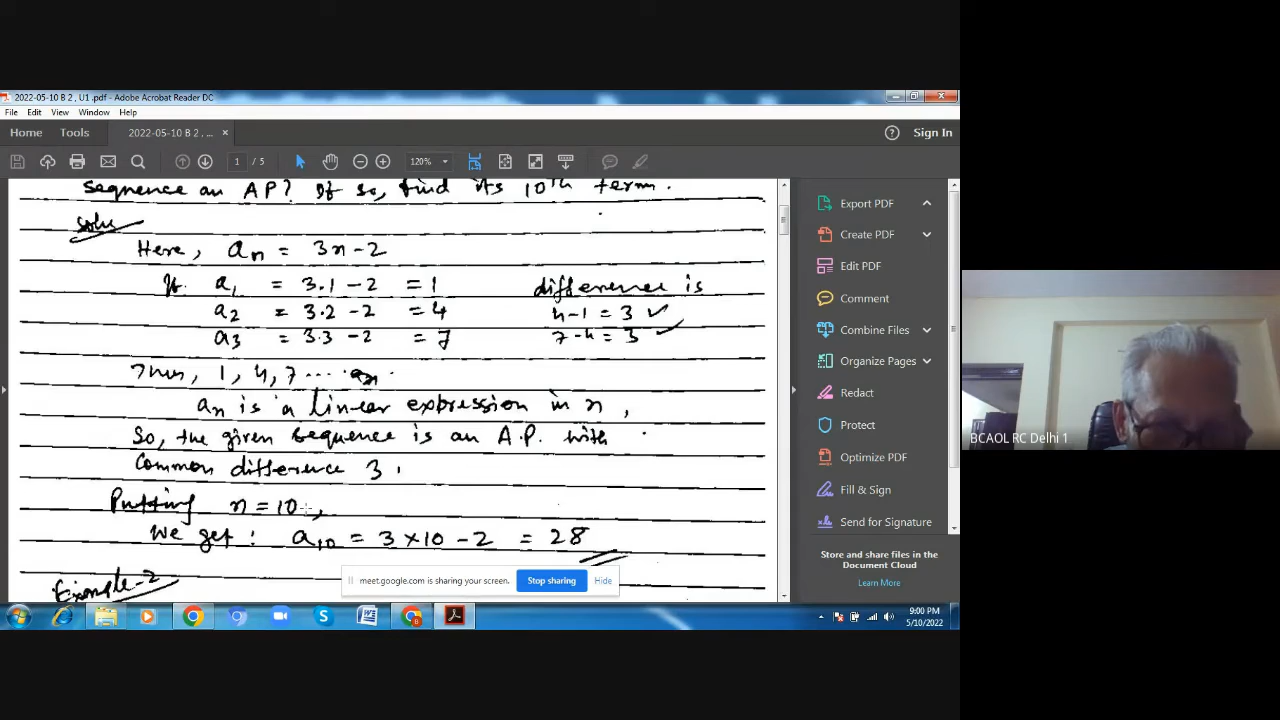 2022-05-10 B 2 , U1 .pdf - Adobe Acrobat Reader DC
File Edit View Window Help
Home Tools 2022-05-10 B 2 , ... × Sign In
1 / 5 120%
Sequence an AP? If so, find its 10th term.
Soln
Here, an = 3n-2
a1 = 3.1 - 2 = 1 difference is
a2 = 3.2 - 2 = 4 4-1 = 3 ✓
a3 = 3.3 - 2 = 7 7-4 = 3 ✓
Thus, 1, 4, 7 .... an.
an is a linear expression in n,
So, the given sequence is an A.P. with
Common difference 3.
Putting n = 10,
We get: a10 = 3 × 10 - 2 = 28
Example-2
Export PDF
Create PDF
Edit PDF
Comment
Combine Files
Organize Pages
Redact
Protect
Optimize PDF
Fill & Sign
Send for Signature
Store and share files in the
Document Cloud
Learn More
meet.google.com is sharing your screen. Stop sharing Hide
9:00 PM
5/10/2022
BCAOL RC Delhi 1